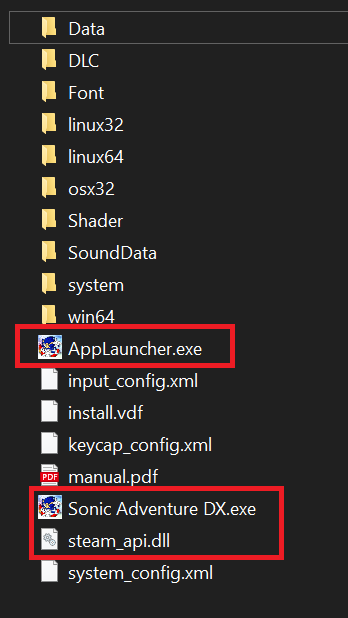 Data
DLC
Font
linux32
linux64
osx32
Shader
SoundData
system
win64
AppLauncher.exe
input_config.xml
install.vdf
keycap_config.xml
manual.pdf
Sonic Adventure DX.exe
steam_api.dll
system_config.xml